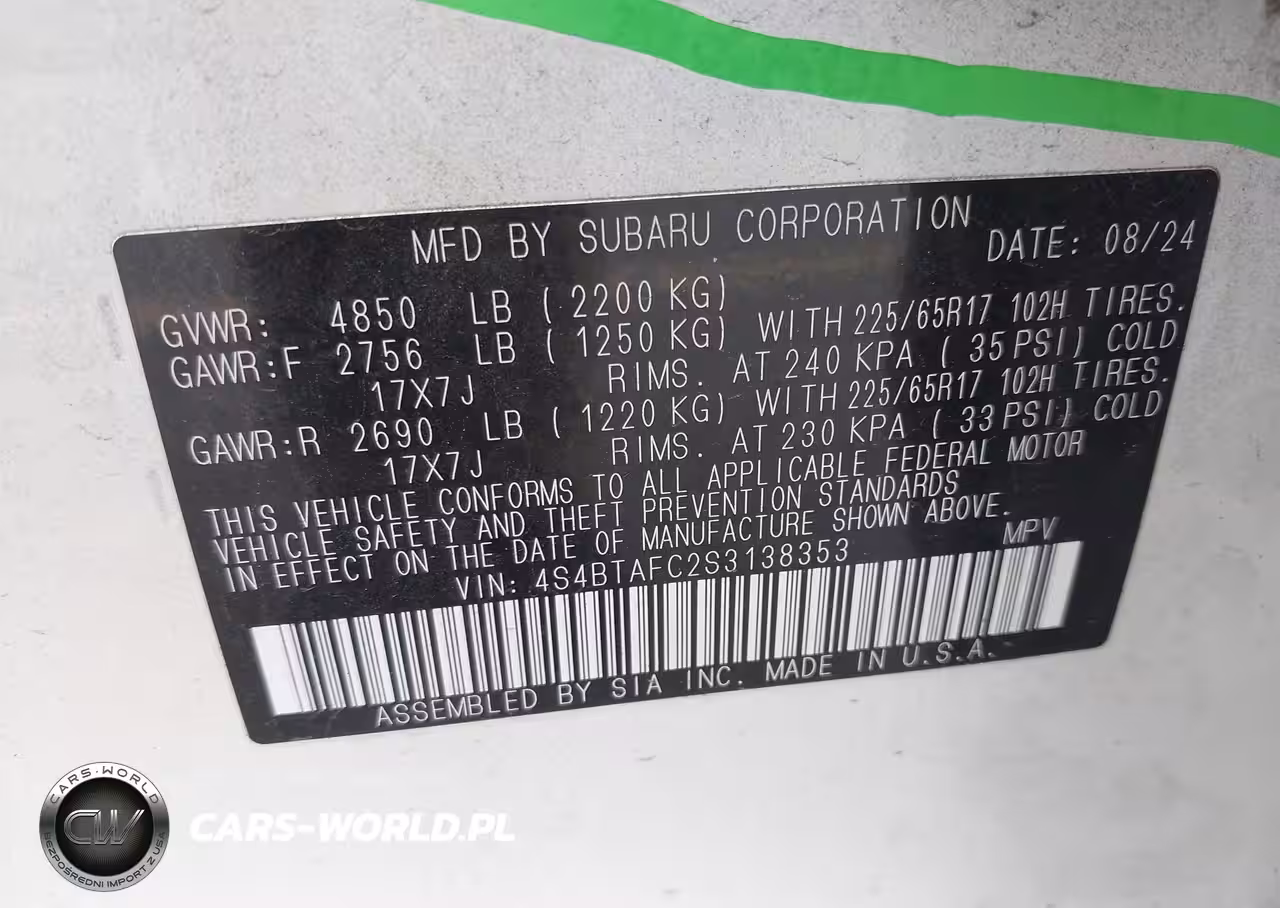 MFD BY SUBARU CORPORATION DATE: 08/24
GVWR: 4850 LB ( 2200 KG)
GAWR:F 2756 LB ( 1250 KG) WITH 225/65R17 102H TIRES.
17X7J RIMS. AT 240 KPA ( 35 PSI) COLD
GAWR:R 2690 LB ( 1220 KG) WITH 225/65R17 102H TIRES.
17X7J RIMS. AT 230 KPA ( 33 PSI) COLD
THIS VEHICLE CONFORMS TO ALL APPLICABLE FEDERAL MOTOR
VEHICLE SAFETY AND THEFT PREVENTION STANDARDS
IN EFFECT ON THE DATE OF MANUFACTURE SHOWN ABOVE.
VIN: 4S4BTAFC2S3138353 MPV
ASSEMBLED BY SIA INC. MADE IN U.S.A.
CARS-WORLD
CW
BEZPOŚREDNI IMPORT Z USA
CARS-WORLD.PL